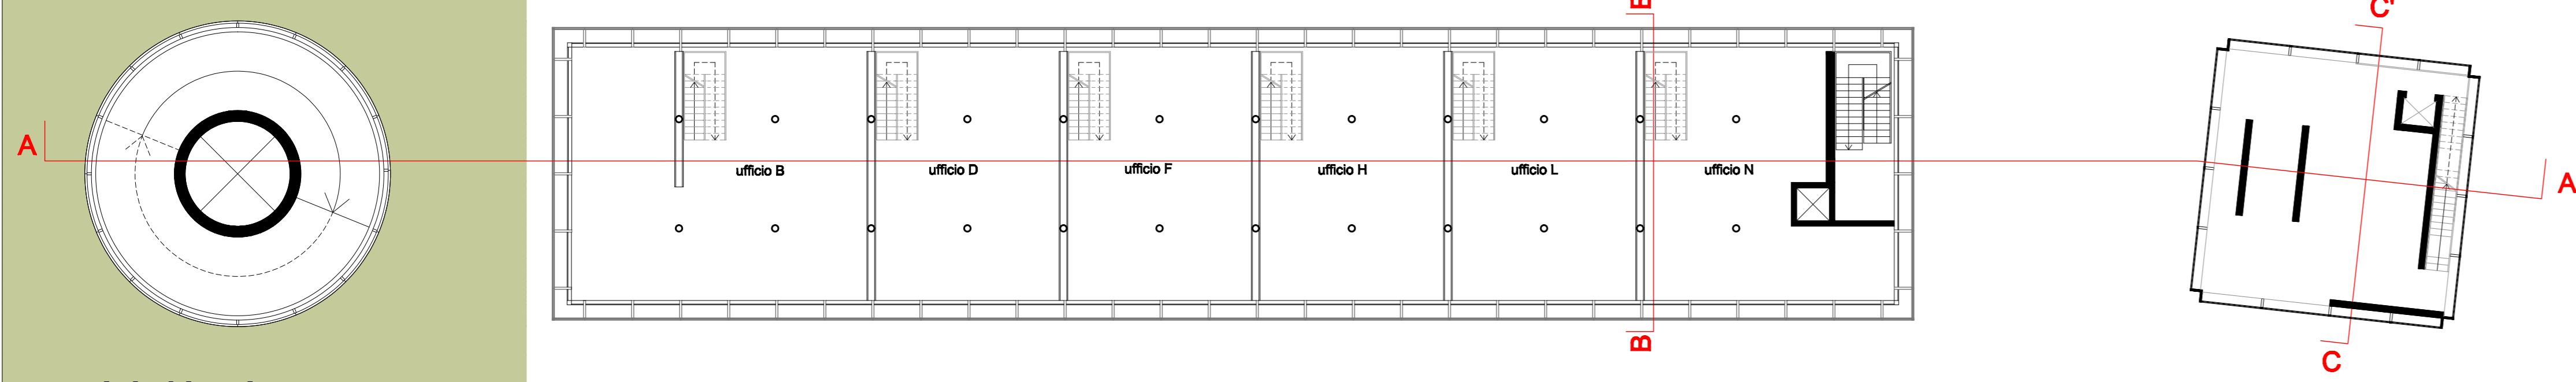 C'
A
ufficio B
ufficio D
ufficio F
ufficio H
ufficio L
ufficio N
A
B
C